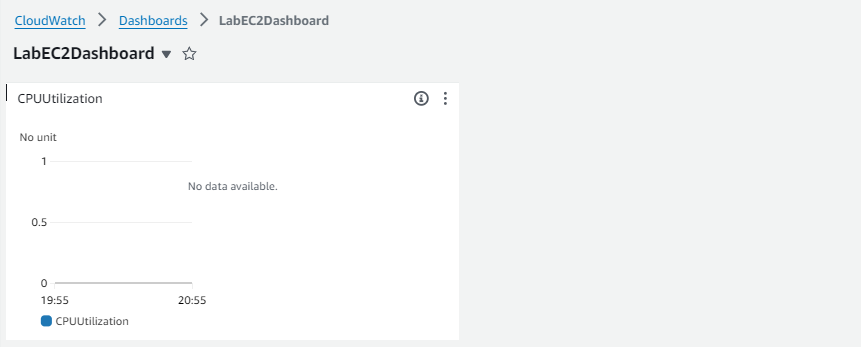 CloudWatch > Dashboards > LabEC2Dashboard
LabEC2Dashboard
CPUUtilization
No unit
1
No data available.
0.5
0
19:55 20:55
CPUUtilization